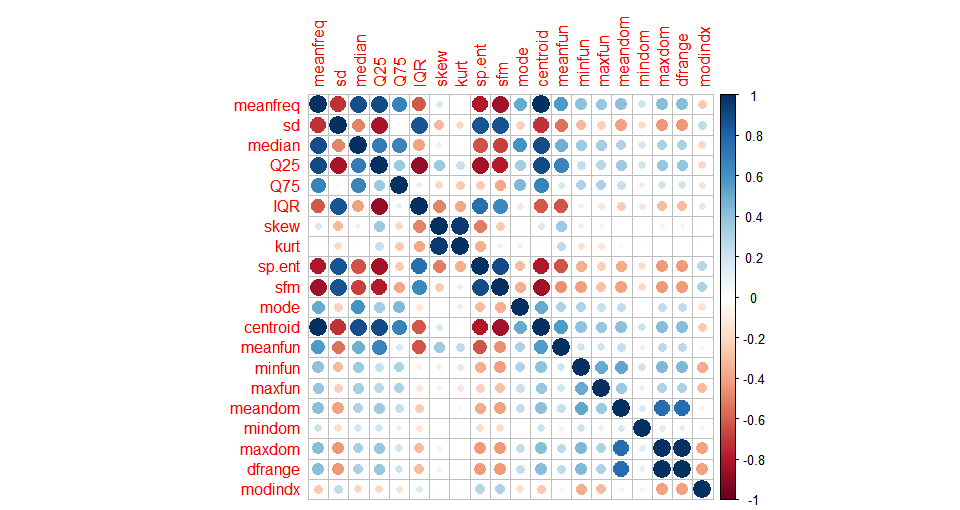 meanfreq
sd
median
Q25
Q75
IQR
skew
kurt
sp.ent
sfm
mode
centroid
meanfun
minfun
maxfun
meandom
mindom
maxdom
dfrange
modindx
meanfreq
sd
median
Q25
Q75
IQR
skew
kurt
sp.ent
sfm
mode
centroid
meanfun
minfun
maxfun
meandom
mindom
maxdom
dfrange
modindx
1
0.8
0.6
0.4
0.2
0
-0.2
-0.4
-0.6
-0.8
-1